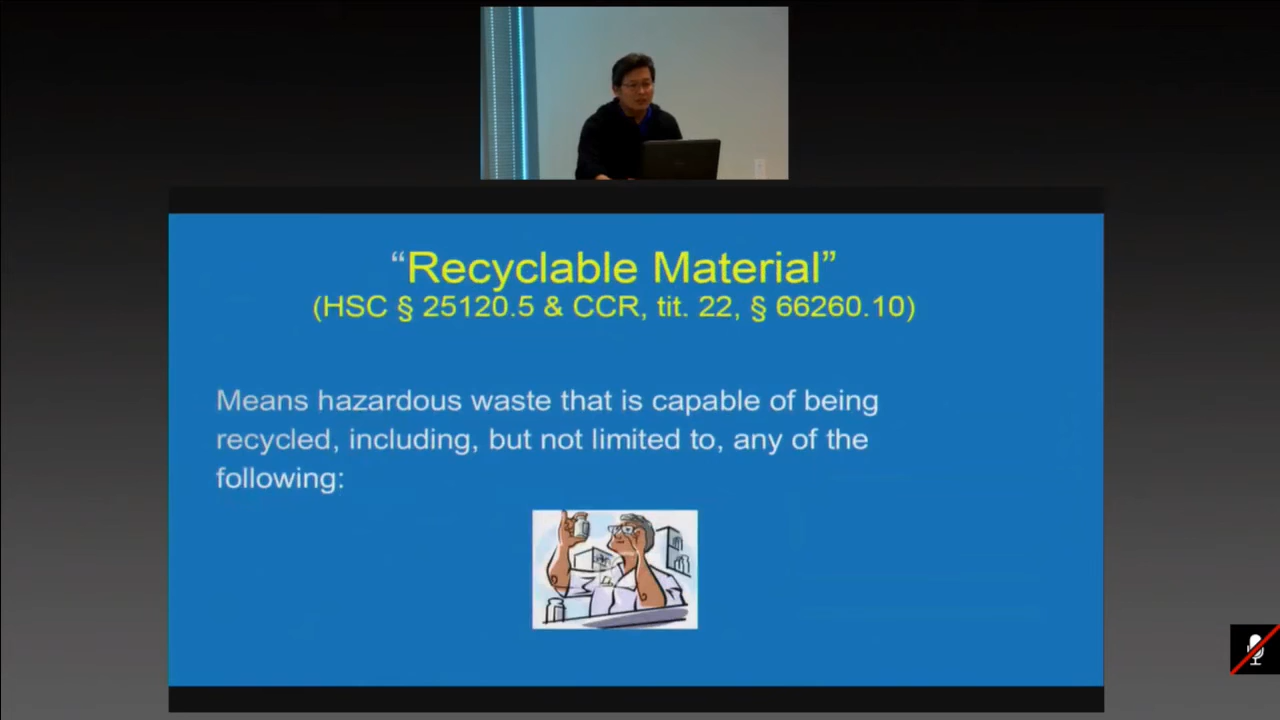 “Recyclable Material”
(HSC § 25120.5 & CCR, tit. 22, § 66260.10)
Means hazardous waste that is capable of being
recycled, including, but not limited to, any of the
following: